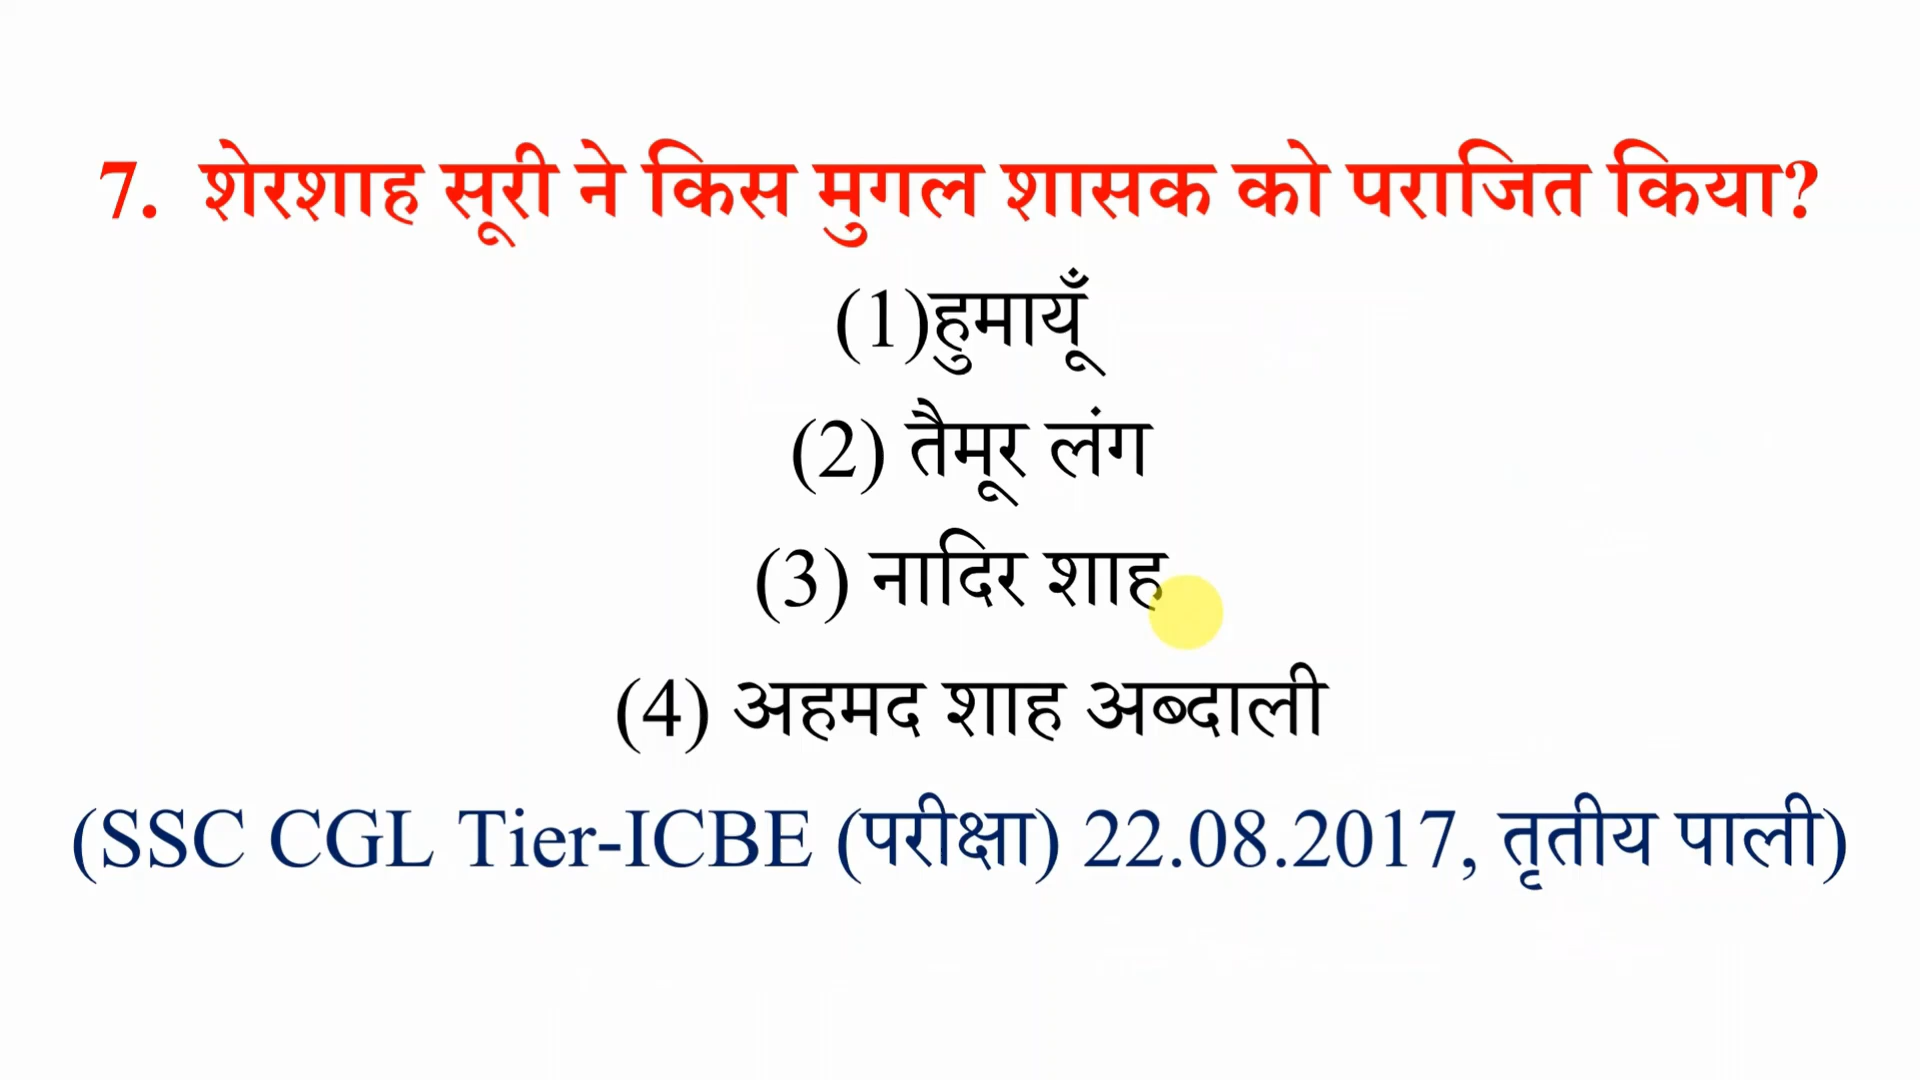 7. शेरशाह सूरी ने किस मुगल शासक को पराजित किया?
(1)हुमायूँ
(2) तैमूर लंग
(3) नादिर शाह
(4) अहमद शाह अब्दाली
(SSC CGL Tier-ICBE (परीक्षा) 22.08.2017, तृतीय पाली)